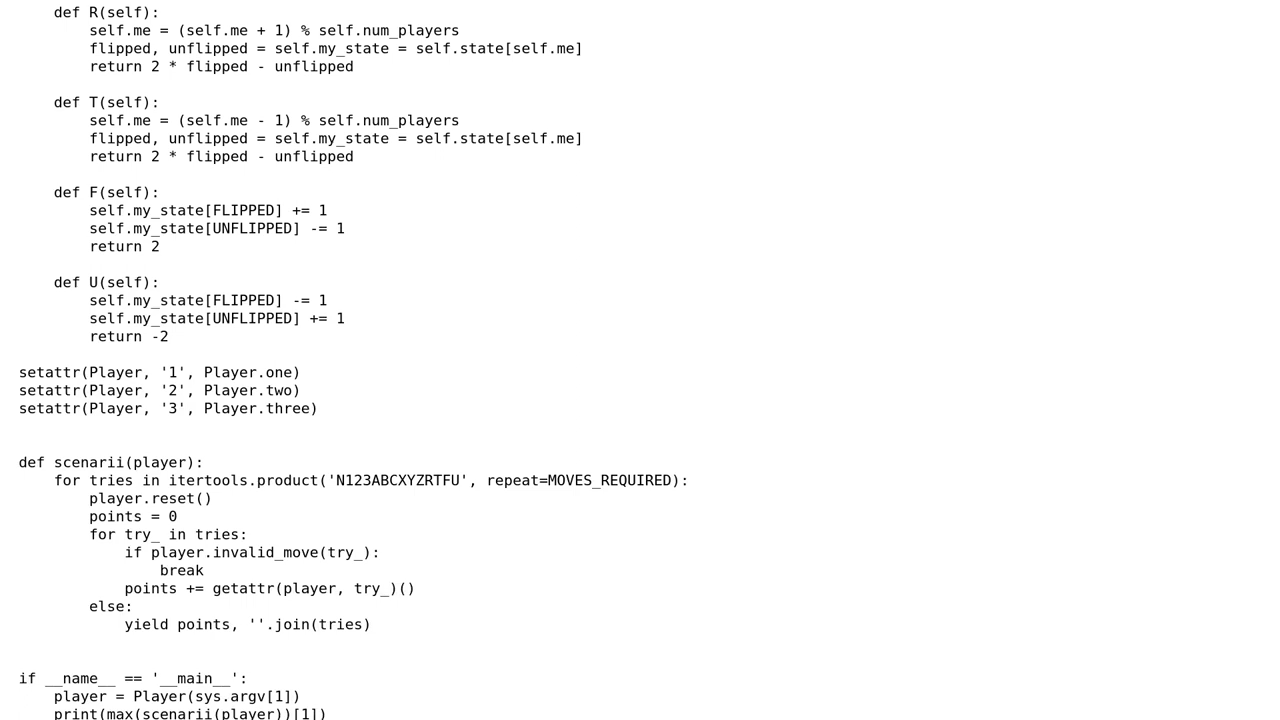 def R(self):
self.me = (self.me + 1) % self.num_players
flipped, unflipped = self.my_state = self.state[self.me]
return 2 * flipped - unflipped
def T(self):
self.me = (self.me - 1) % self.num_players
flipped, unflipped = self.my_state = self.state[self.me]
return 2 * flipped - unflipped
def F(self):
self.my_state[FLIPPED] += 1
self.my_state[UNFLIPPED] -= 1
return 2
def U(self):
self.my_state[FLIPPED] -= 1
self.my_state[UNFLIPPED] += 1
return -2
setattr(Player, '1', Player.one)
setattr(Player, '2', Player.two)
setattr(Player, '3', Player.three)
def scenarii(player):
for tries in itertools.product('N123ABCXYZRTFU', repeat=MOVES_REQUIRED):
player.reset()
points = 0
for try_ in tries:
if player.invalid_move(try_):
break
points += getattr(player, try_)()
else:
yield points, ''.join(tries)
if __name__ == '__main__':
player = Player(sys.argv[1])
print(max(scenarii(player))[1])